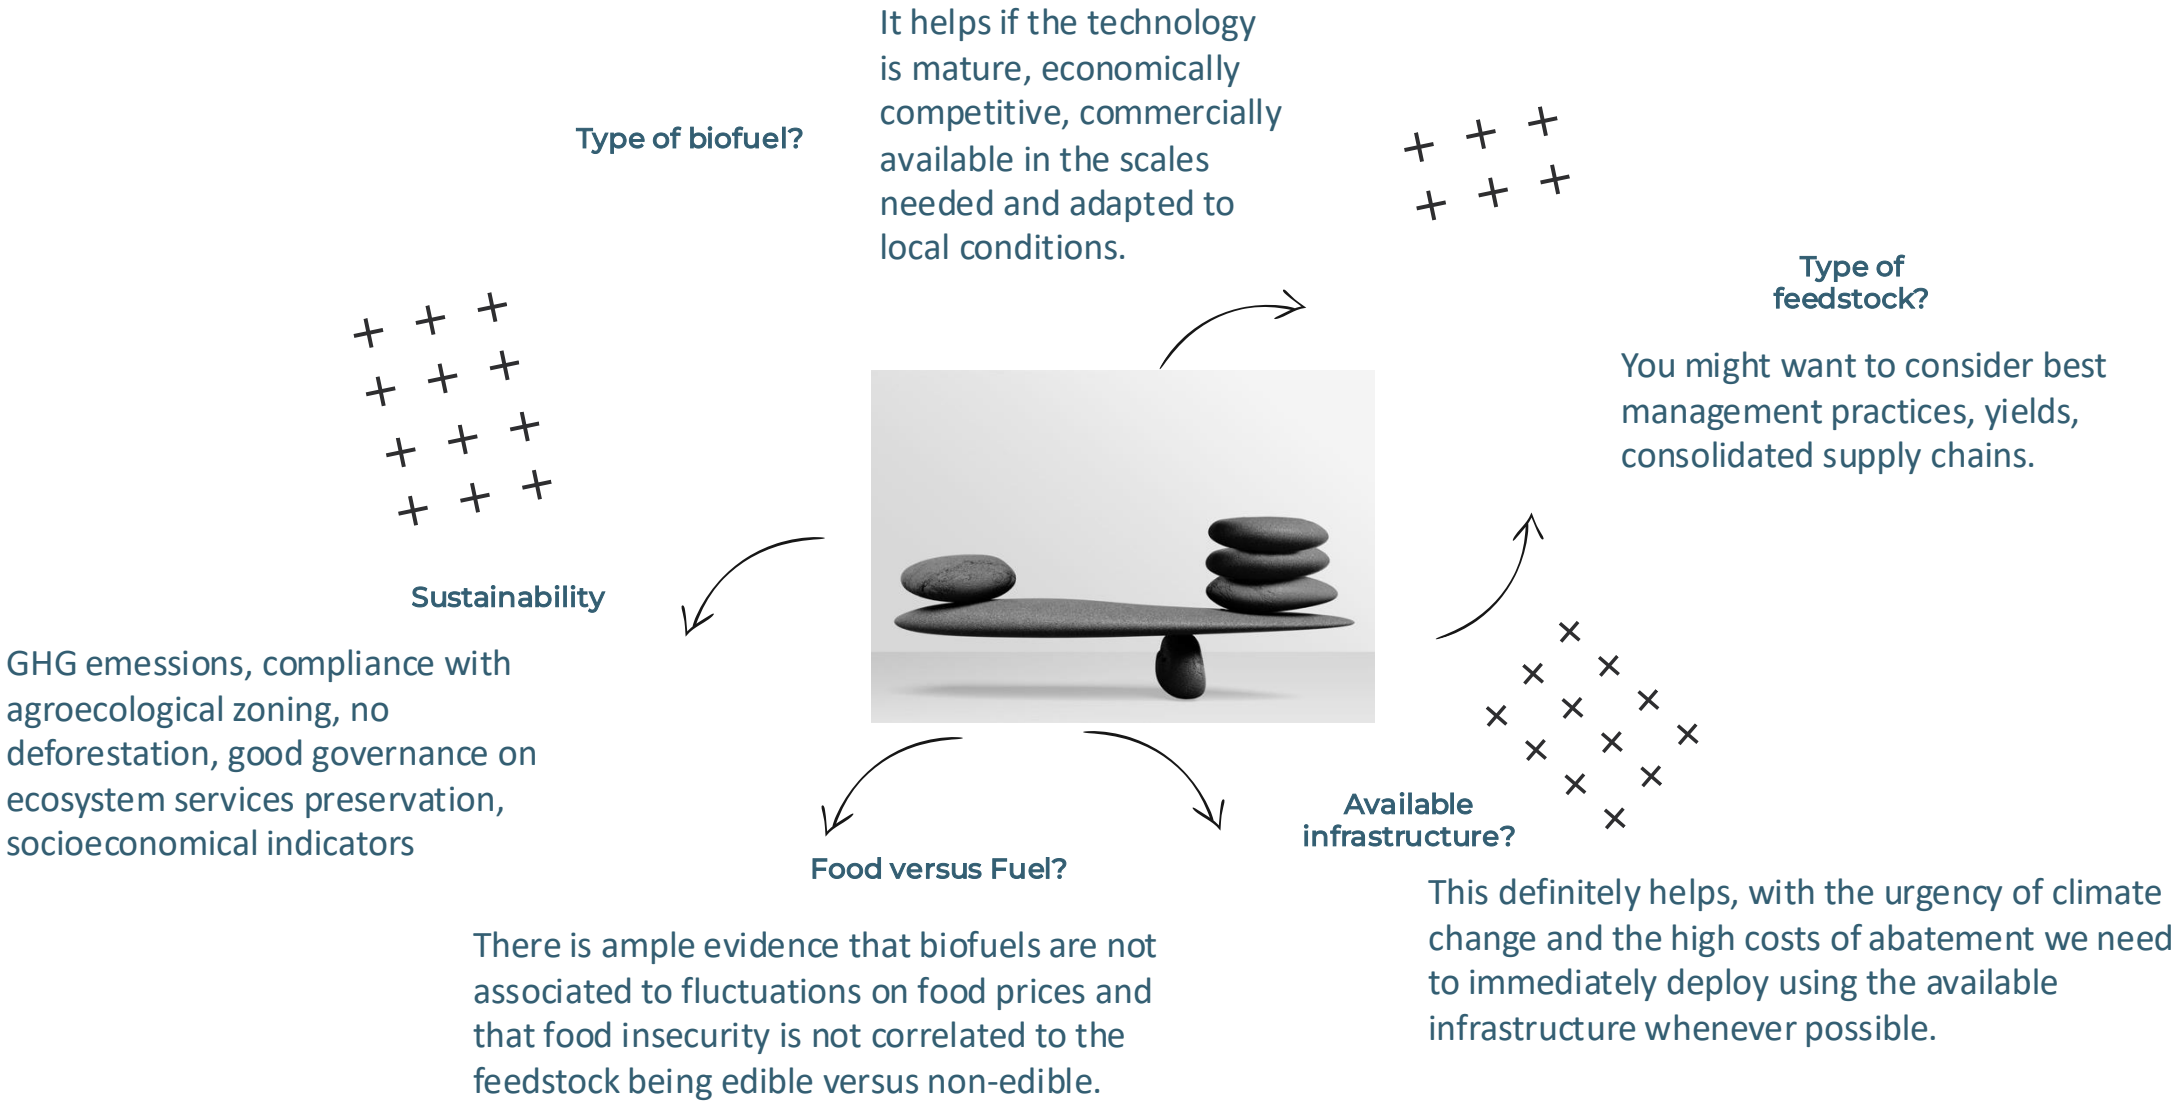 Type of biofuel?
It helps if the technology
is mature, economically
competitive, commercially
available in the scales
needed and adapted to
local conditions.
Type of
feedstock?
You might want to consider best
management practices, yields,
consolidated supply chains.
Sustainability
GHG emessions, compliance with
agroecological zoning, no
deforestation, good governance on
ecosystem services preservation,
socioeconomical indicators
Food versus Fuel?
There is ample evidence that biofuels are not
associated to fluctuations on food prices and
that food insecurity is not correlated to the
feedstock being edible versus non-edible.
Available
infrastructure?
This definitely helps, with the urgency of climate
change and the high costs of abatement we need
to immediately deploy using the available
infrastructure whenever possible.